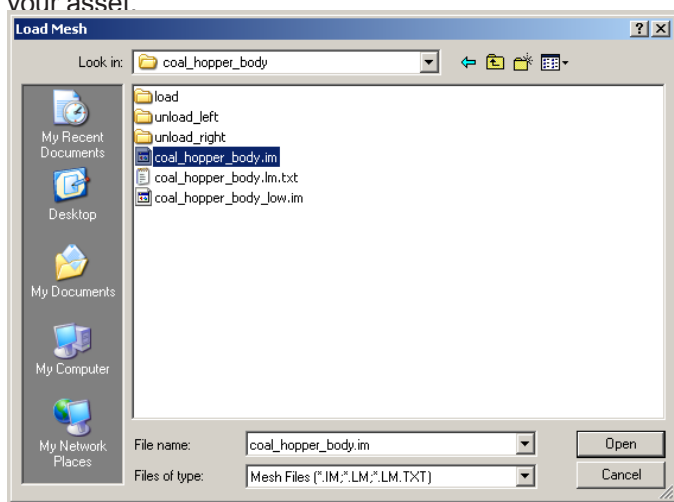 your asset.
Load Mesh
Look in:
coal_hopper_body
My Recent
Documents
Desktop
My Documents
My Computer
My Network
Places
load
unload_left
unload_right
coal_hopper_body.im
coal_hopper_body.lm.txt
coal_hopper_body_low.im
File name:
coal_hopper_body.im
Open
Files of type:
Mesh Files (*.IM;*.LM;*.LM.TXT)
Cancel